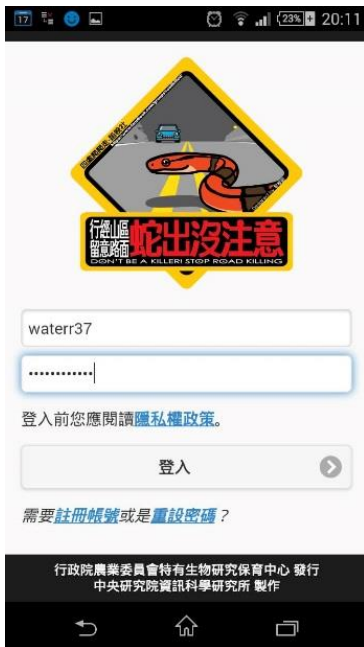 17
23%
20:11
行經山區
留意路面
蛇出沒注意
DON'T BE A KILLER! STOP ROAD KILLING
waterr37
••••••••••••
登入前您應閱讀隱私權政策。
登入
需要註冊帳號或是重設密碼？
行政院農業委員會特有生物研究保育中心 發行
中央研究院資訊科學研究所 製作